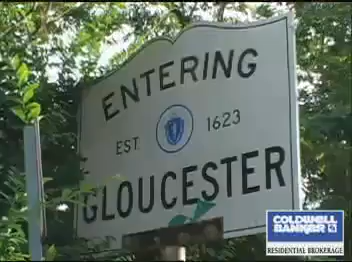 ENTERING
EST. 1623
GLOUCESTER
COLDWELL
BANKER
RESIDENTIAL BROKERAGE